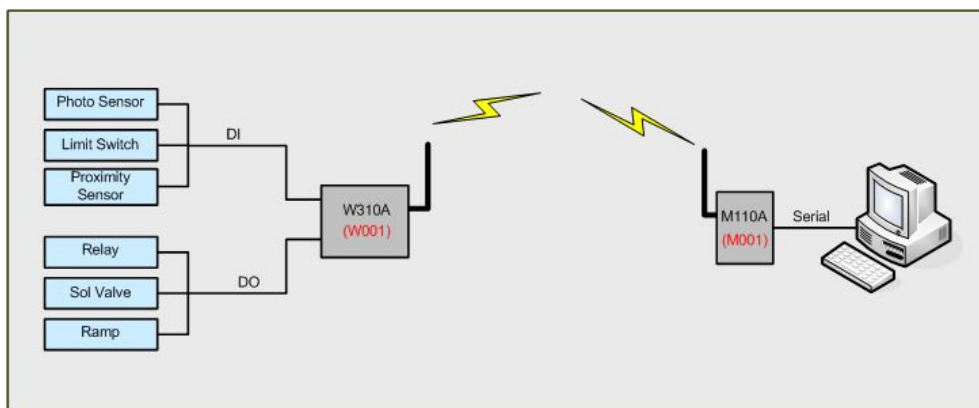 Photo Sensor
Limit Switch
Proximity
Sensor
DI
Relay
Sol Valve
Ramp
DO
W310A
(W001)
M110A
(M001)
Serial